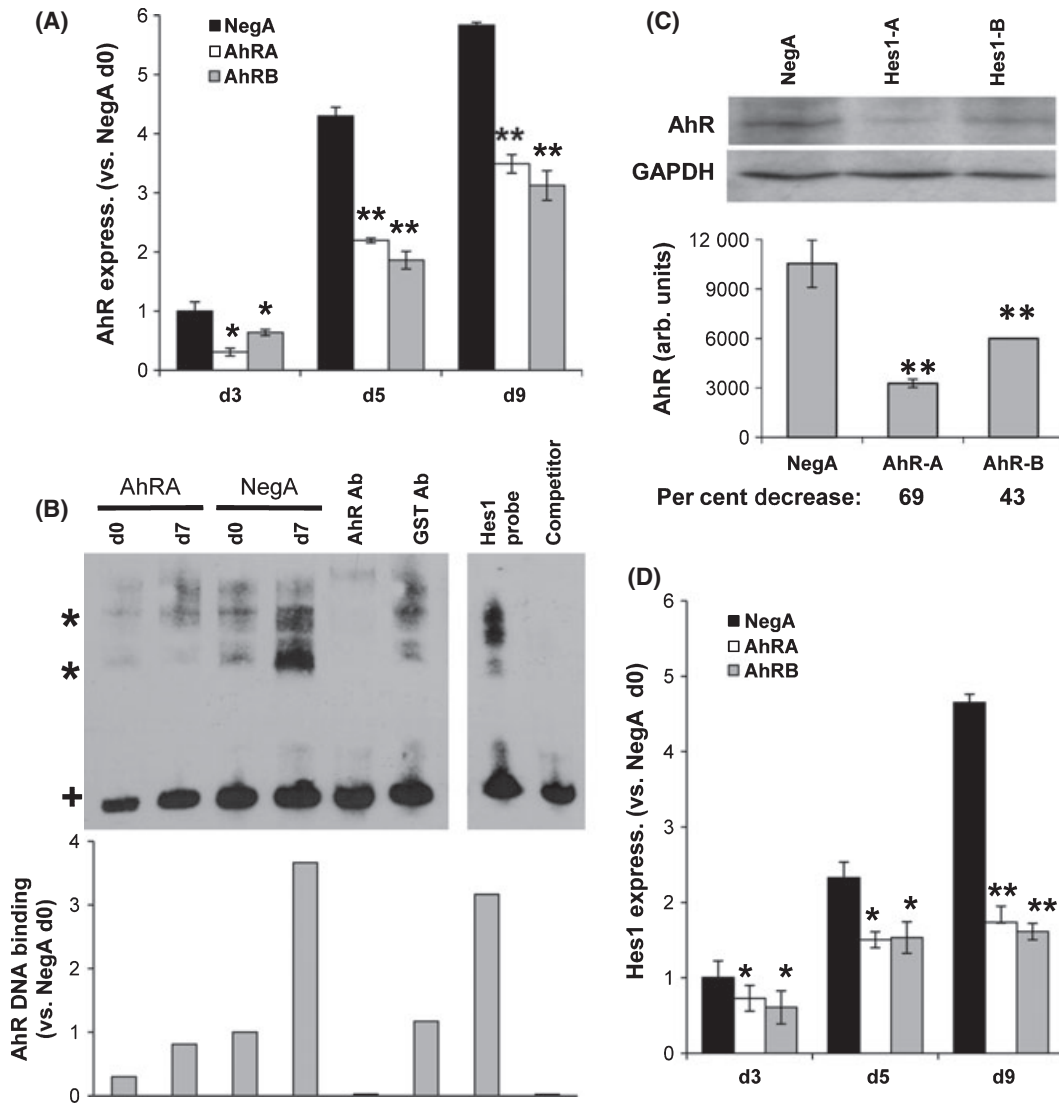 (A)
AhR express. (vs. NegA d0)
6
5
4
3
2
1
0
NegA
AhRA
AhRB
* *
** **
** **
d3 d5 d9
(B)
AhRA NegA
d0 d7 d0 d7 AhR Ab GST Ab Hes1 probe Competitor
*
*
+
AhR DNA binding
(vs. NegA d0)
4
3
2
1
0
(C)
NegA Hes1-A Hes1-B
AhR
GAPDH
AhR (arb. units)
12 000
9000
6000
3000
0
** **
NegA AhR-A AhR-B
Per cent decrease: 69 43
(D)
Hes1 express. (vs. NegA d0)
6
5
4
3
2
1
0
NegA
AhRA
AhRB
* *
* *
** **
d3 d5 d9